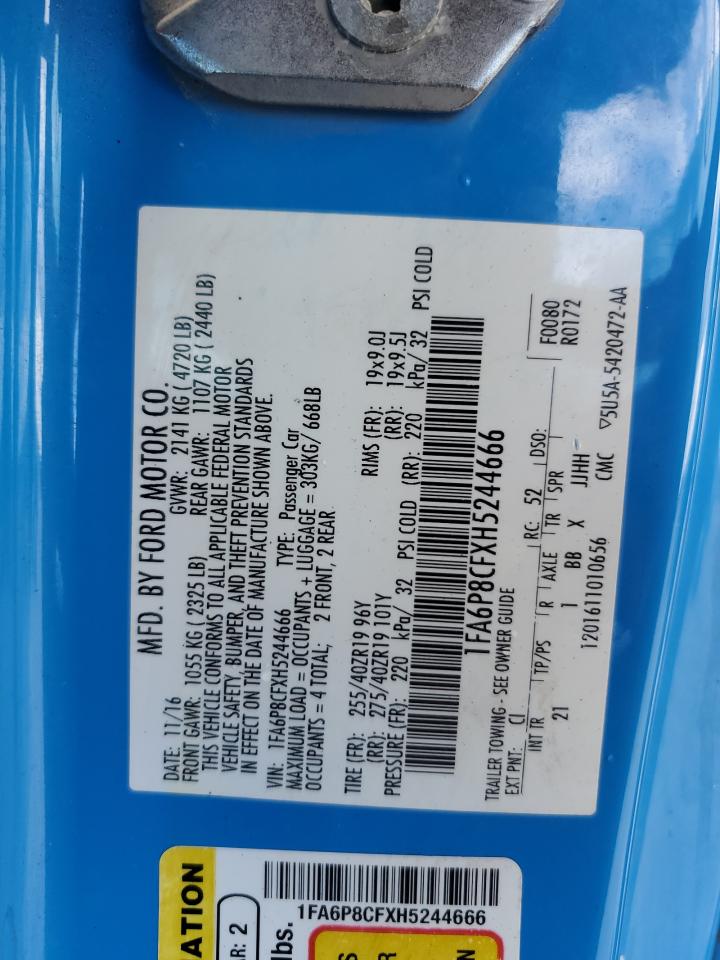 MFD. BY FORD MOTOR CO.
DATE: 11/16 GVWR: 2141 KG ( 4720 LB)
FRONT GAWR: 1055 KG ( 2325 LB) REAR GAWR: 1107 KG ( 2440 LB)
THIS VEHICLE CONFORMS TO ALL APPLICABLE FEDERAL MOTOR
VEHICLE SAFETY, BUMPER, AND THEFT PREVENTION STANDARDS
IN EFFECT ON THE DATE OF MANUFACTURE SHOWN ABOVE.
VIN: 1FA6P8CFXH5244666 TYPE: Passenger Car
MAXIMUM LOAD = OCCUPANTS + LUGGAGE = 303KG/ 668LB
OCCUPANTS = 4 TOTAL; 2 FRONT, 2 REAR
TIRE (FR): 255/40ZR19 96Y RIMS (FR): 19x9.0J
(RR): 275/40ZR19 101Y (RR): 19x9.5J
PRESSURE (FR): 220 kPa/ 32 PSI COLD (RR): 220 kPa/ 32 PSI COLD
1FA6P8CFXH5244666
TRAILER TOWING - SEE OWNER GUIDE
EXT PNT: CI RC: 52 DSO: F0080
R0172
INT TR TP/PS R AXLE TR SPR
21 1 BB X JJHH
1201611010656 CMC ▽5U5A-5420472-AA
ATION
AR: 2
lbs.
1FA6P8CFXH5244666
S
R
N